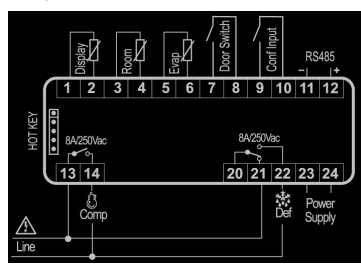 Display
Room
Evap
Door Switch
Conf Input
RS485
− +
1 2 3 4 5 6 7 8 9 10 11 12
HOT KEY
8A/250Vac
8A/250Vac
13 14
20 21 22 23 24
Comp
Def
Power
Supply
Line